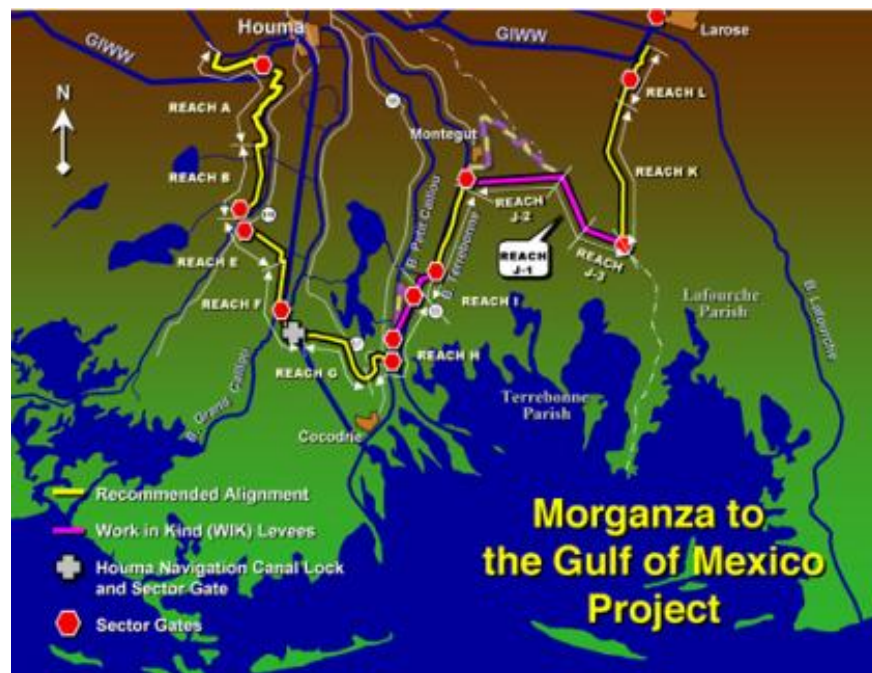 Houma
GIWW
GIWW
Larose
REACH A
REACH L
N
Montegut
REACH B
REACH K
REACH
J-2
B. Petit Caillou
B. Terrebonne
REACH
J-1
REACH
J-3
REACH E
REACH F
REACH I
Lafourche
Parish
B. Lafourche
REACH G
REACH H
B. Grand Caillou
Terrebonne
Parish
Cocodrie
Recommended Alignment
Work in Kind (WIK) Levees
Houma Navigation Canal Lock
and Sector Gate
Sector Gates
Morganza to
the Gulf of Mexico
Project